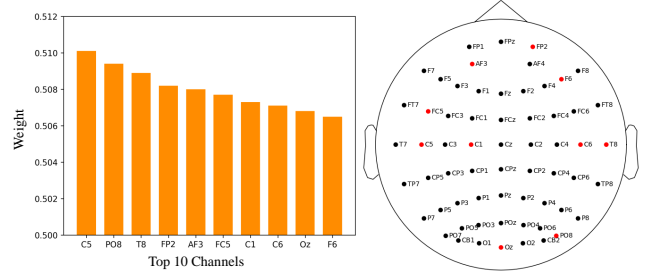 0.512
0.510
0.508
0.506
0.504
0.502
0.500
Weight
C5 PO8 T8 FP2 AF3 FC5 C1 C6 Oz F6
Top 10 Channels
FP1 FPz FP2
AF3 AF4
F7 F5 F3 F1 Fz F2 F4 F6 F8
FT7 FC5 FC3 FC1 FCz FC2 FC4 FC6 FT8
T7 C5 C3 C1 Cz C2 C4 C6 T8
TP7 CP5 CP3 CP1 CPz CP2 CP4 CP6 TP8
P7 P5 P3 P1 Pz P2 P4 P6 P8
PO7 PO5 PO3 POz PO4 PO6 PO8
CB1 O1 Oz O2 CB2